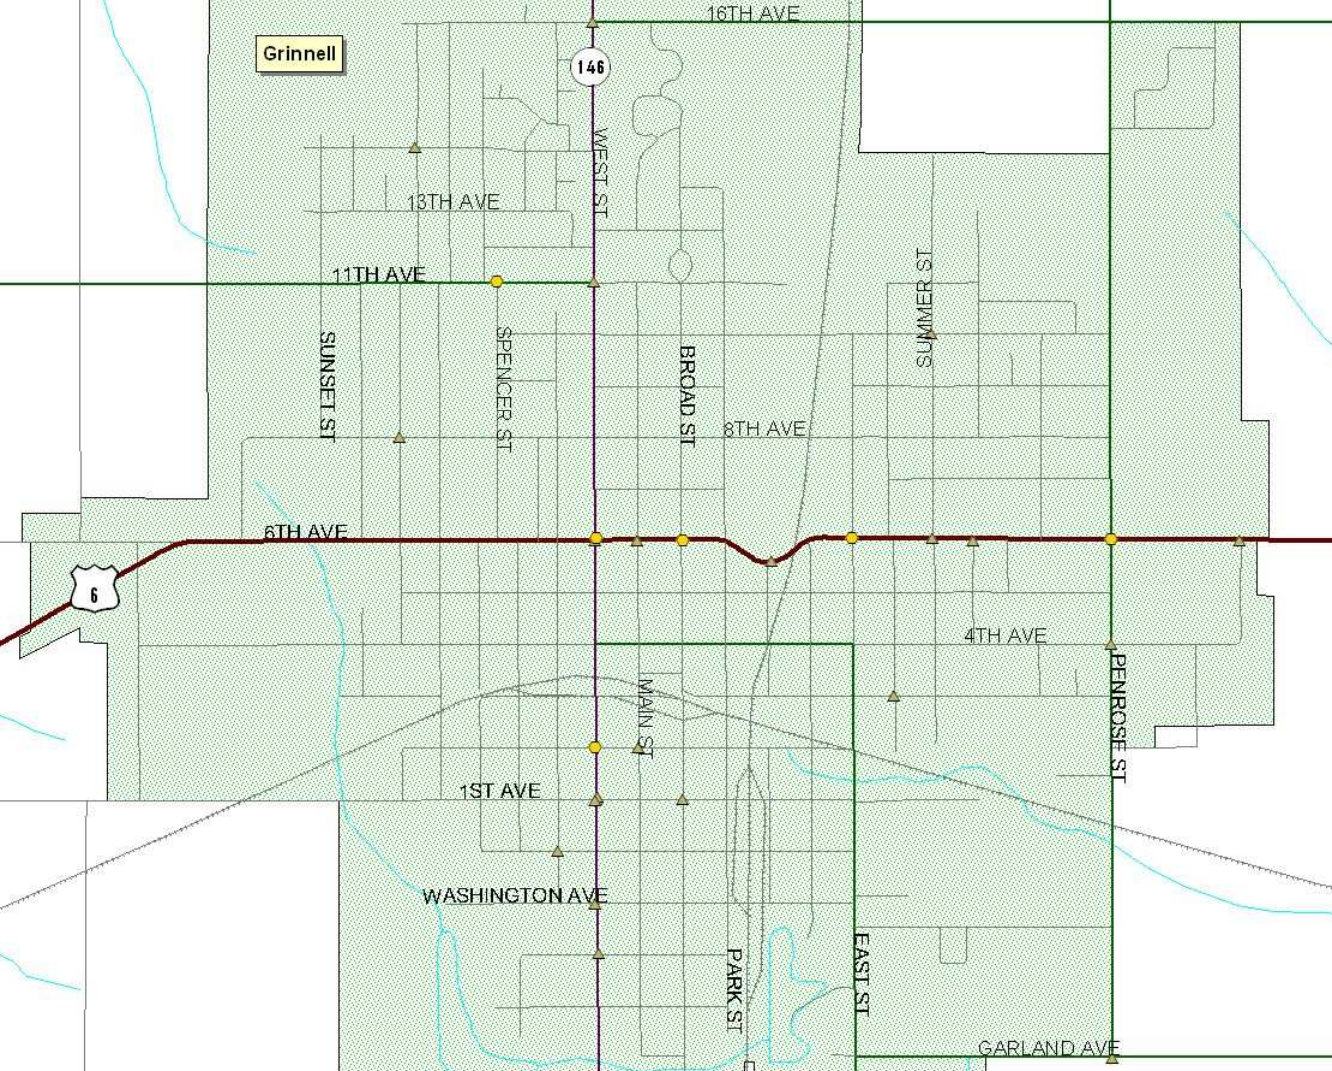 16TH AVE
Grinnell
146
WEST ST
13TH AVE
11TH AVE
SUMMER ST
SUNSET ST
SPENCER ST
BROAD ST
8TH AVE
6TH AVE
6
4TH AVE
MAIN ST
PENROSE ST
1ST AVE
WASHINGTON AVE
PARK ST
EAST ST
GARLAND AVE